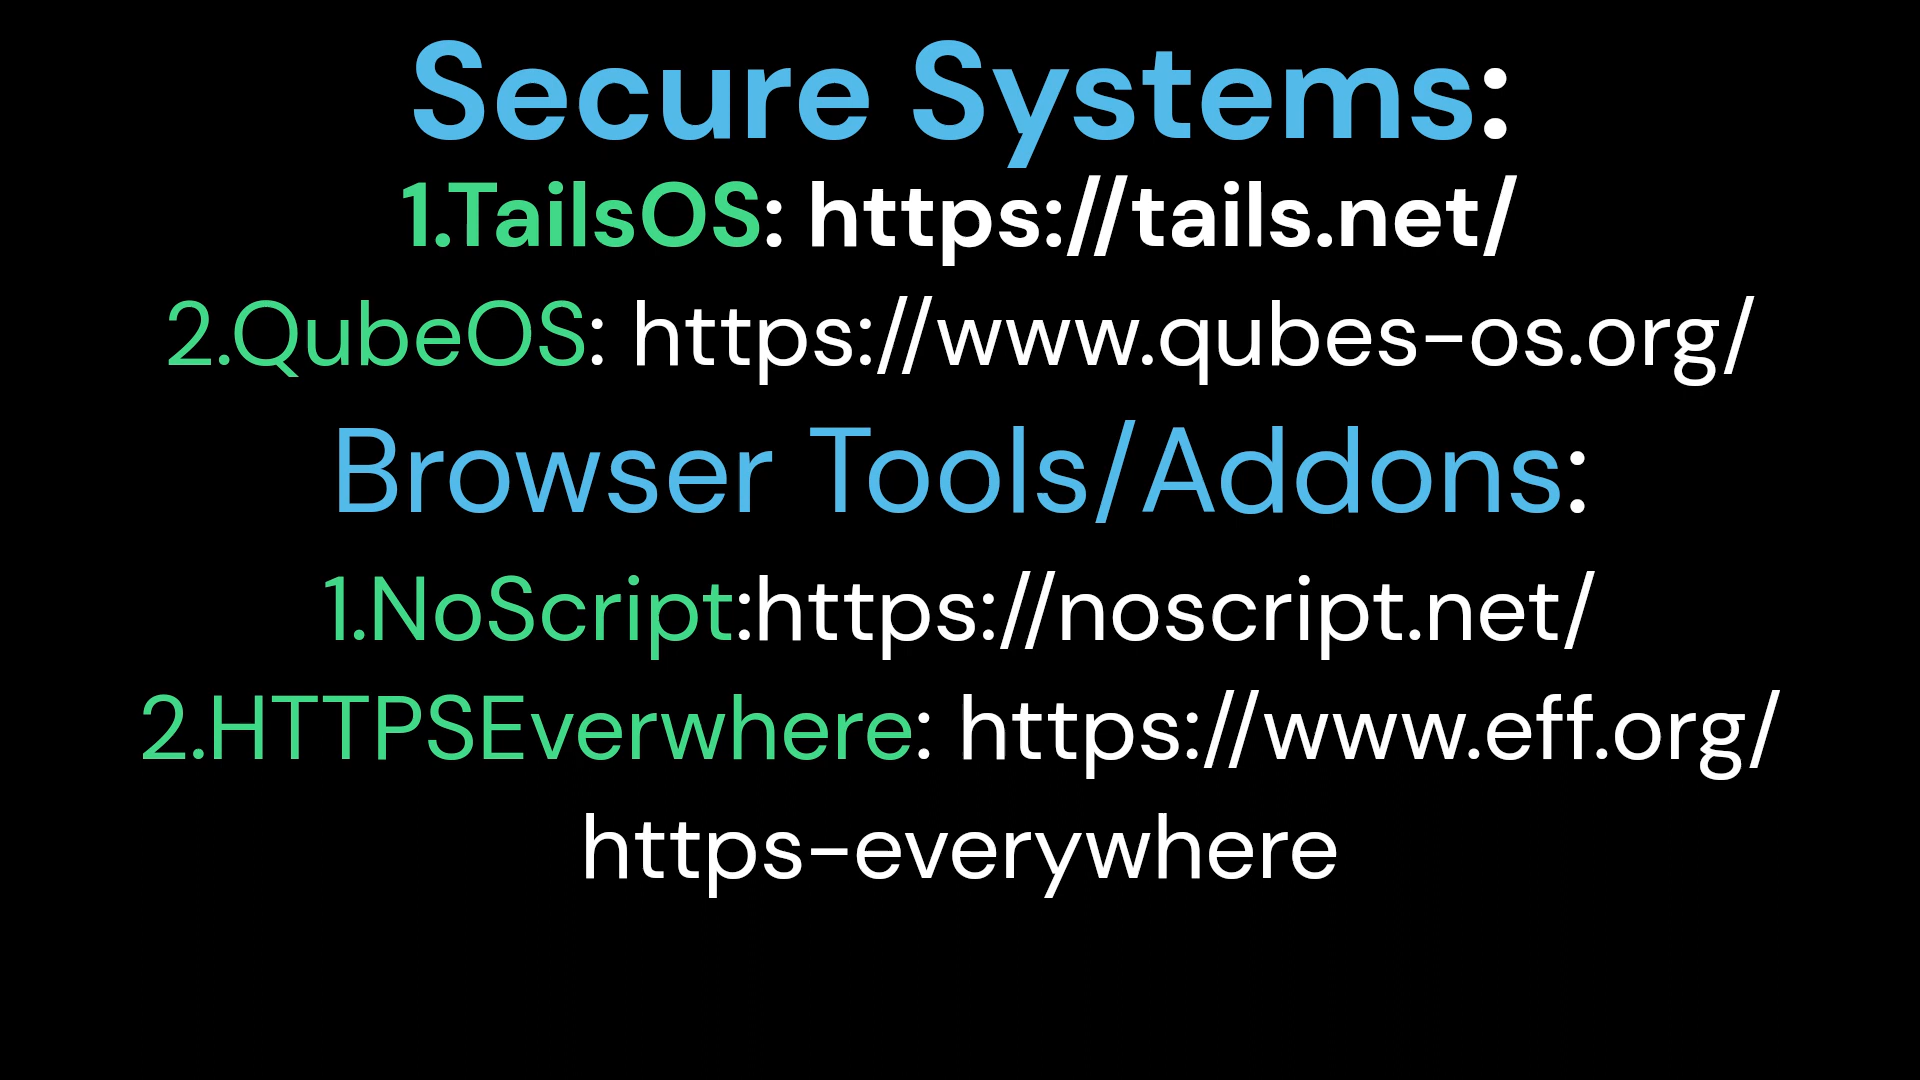 Secure Systems:
1.TailsOS: https://tails.net/
2.QubeOS: https://www.qubes-os.org/
Browser Tools/Addons:
1.NoScript:https://noscript.net/
2.HTTPSEverwhere: https://www.eff.org/
https-everywhere